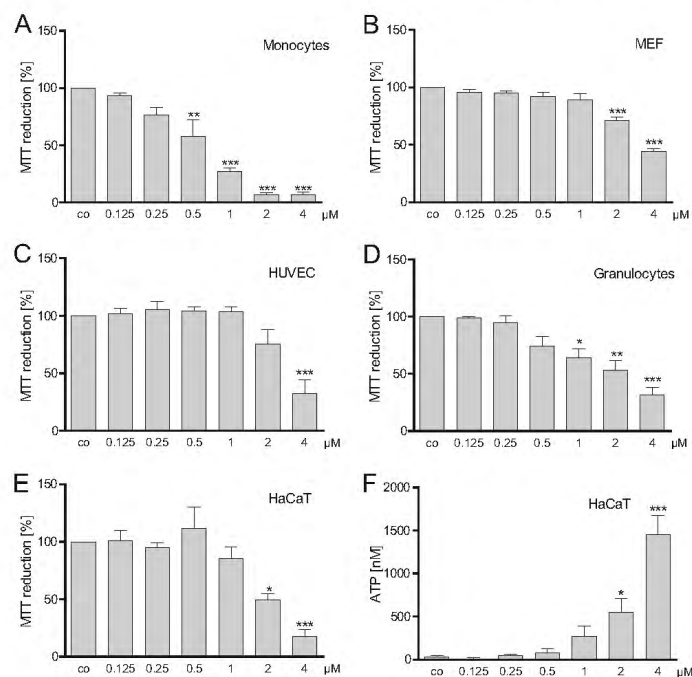 A
Monocytes
MTT reduction [%]
150
100
50
0
**
***
***
***
co 0.125 0.25 0.5 1 2 4 µM
B
MEF
MTT reduction [%]
150
100
50
0
***
***
co 0.125 0.25 0.5 1 2 4 µM
C
HUVEC
MTT reduction [%]
150
100
50
0
***
co 0.125 0.25 0.5 1 2 4 µM
D
Granulocytes
MTT reduction [%]
150
100
50
0
*
**
***
co 0.125 0.25 0.5 1 2 4 µM
E
HaCaT
MTT reduction [%]
150
100
50
0
*
***
co 0.125 0.25 0.5 1 2 4 µM
F
HaCaT
ATP [nM]
2000
1500
1000
500
0
*
***
co 0.125 0.25 0.5 1 2 4 µM